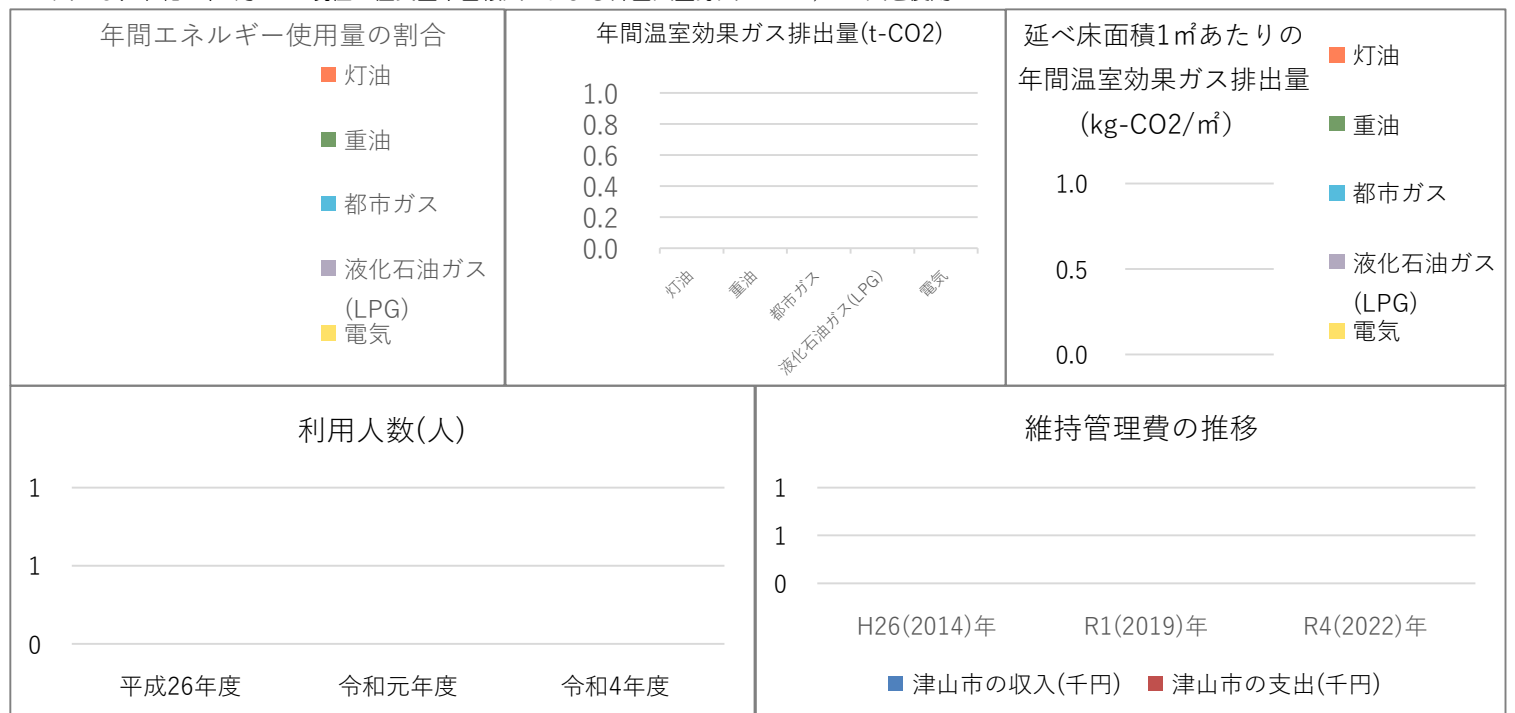 年間エネルギー使用量の割合
灯油
重油
都市ガス
液化石油ガス
(LPG)
電気
年間温室効果ガス排出量(t-CO2)
1.0
0.8
0.6
0.4
0.2
0.0
灯油
重油
都市ガス
液化石油ガス(LPG)
電気
延べ床面積1㎡あたりの
年間温室効果ガス排出量
(kg-CO2/㎡)
1.0
0.5
0.0
灯油
重油
都市ガス
液化石油ガス
(LPG)
電気
利用人数(人)
1
1
0
平成26年度 令和元年度 令和4年度
維持管理費の推移
1
1
0
H26(2014)年 R1(2019)年 R4(2022)年
津山市の収入(千円) 津山市の支出(千円)